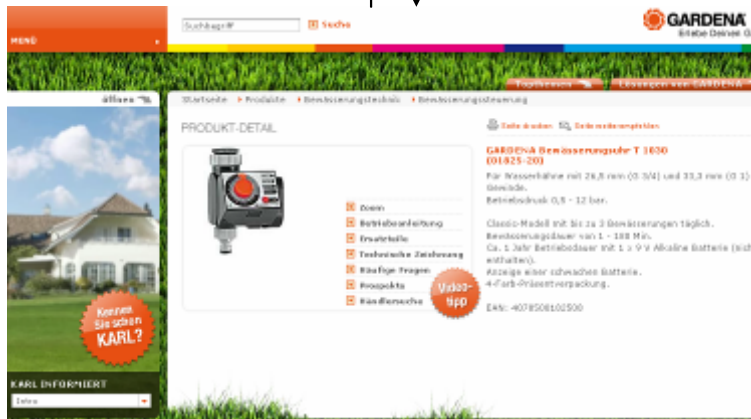 MENÜ
Suchbegriff
Suche
GARDENA
Erlebe Deinen G
Topthemen
Lösungen von GARDENA
öffnen
Startseite Produkte Bewässerungstechnik Bewässerungssteuerung
PRODUKT-DETAIL
Seite drucken Seite weiterempfehlen
GARDENA Bewässerungsuhr T 1030
(01825-20)
Für Wasserhähne mit 26,5 mm (G 3/4) und 33,3 mm (G 1)
Gewinde.
Betriebsdruck 0,5 - 12 bar.
Classic-Modell mit bis zu 3 Bewässerungen täglich.
Bewässerungsdauer von 1 - 180 Min.
Ca. 1 Jahr Betriebsdauer mit 1 x 9 V Alkaline Batterie (nich
enthalten).
Anzeige einer schwachen Batterie.
4-Farb-Präsentverpackung.
EAN: 4078500182508
Zoom
Betriebsanleitung
Ersatzteile
Technische Zeichnung
Häufige Fragen
Prospekte
Händlersuche
Video-
tipp
Kennen
Sie schon
KARL?
KARL INFORMIERT
Intro